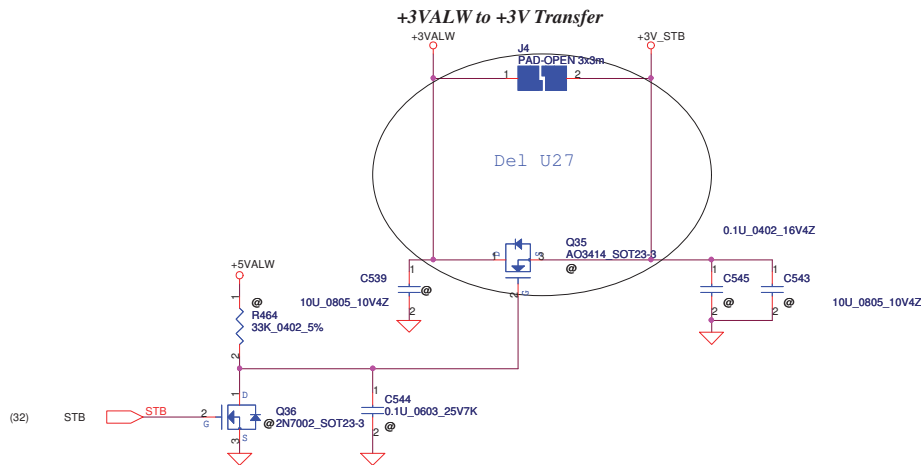 +3VALW to +3V Transfer
+3VALW
+3V_STB
J4
PAD-OPEN 3x3m
1
2
Del U27
Q35
AO3414_SOT23-3
@
1
D
S
3
2
G
0.1U_0402_16V4Z
+5VALW
C539
1
@
10U_0805_10V4Z
2
1
C545
@
2
1
C543
@
2
10U_0805_10V4Z
1
@
R464
33K_0402_5%
2
1
C544
0.1U_0603_25V7K
@
2
(32)
STB
STB
2
G
1
D
S
3
Q36
@
2N7002_SOT23-3